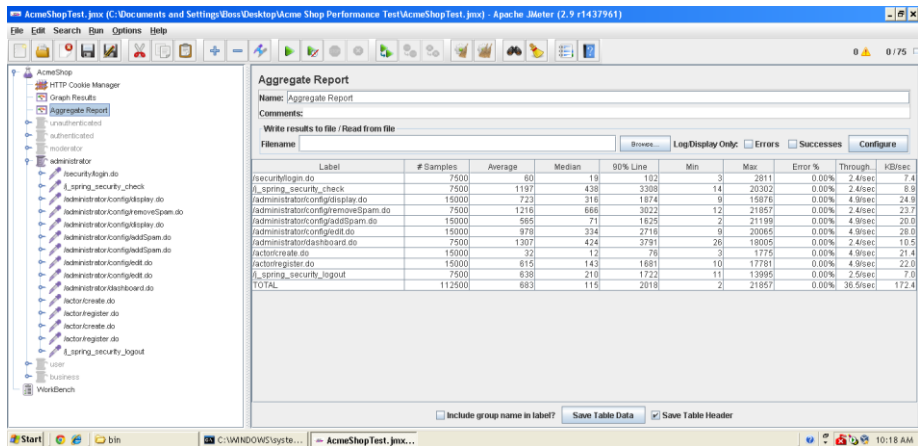 AcmeShopTest.jmx (C:\Documents and Settings\Boss\Desktop\Acme Shop Performance Test\AcmeShopTest.jmx) - Apache JMeter (2.9 r1437961)
File Edit Search Run Options Help
0 0 / 75
AcmeShop
HTTP Cookie Manager
Graph Results
Aggregate Report
unauthenticated
authenticated
moderator
administrator
/security/login.do
/j_spring_security_check
/administrator/config/display.do
/administrator/config/removeSpam.do
/administrator/config/display.do
/administrator/config/addSpam.do
/administrator/config/addSpam.do
/administrator/config/edit.do
/administrator/config/edit.do
/administrator/dashboard.do
/actor/create.do
/actor/register.do
/actor/create.do
/actor/register.do
/j_spring_security_logout
user
business
WorkBench
Aggregate Report
Name: Aggregate Report
Comments:
Write results to file / Read from file
Filename Browse... Log/Display Only: Errors Successes Configure
Label # Samples Average Median 90% Line Min Max Error % Through... KB/sec
/security/login.do 7500 60 19 102 3 2811 0.00% 2.4/sec 7.4
/j_spring_security_check 7500 1197 438 3308 14 20302 0.00% 2.4/sec 8.9
/administrator/config/display.do 15000 723 316 1874 9 15876 0.00% 4.9/sec 24.9
/administrator/config/removeSpam.do 7500 1216 666 3022 12 21857 0.00% 2.4/sec 23.7
/administrator/config/addSpam.do 15000 565 71 1625 2 21199 0.00% 4.9/sec 20.0
/administrator/config/edit.do 15000 978 334 2716 9 20065 0.00% 4.9/sec 28.0
/administrator/dashboard.do 7500 1307 424 3791 26 18005 0.00% 2.4/sec 10.5
/actor/create.do 15000 32 12 76 3 1775 0.00% 4.9/sec 21.4
/actor/register.do 15000 615 143 1681 10 17781 0.00% 4.9/sec 22.0
/j_spring_security_logout 7500 638 210 1722 11 13995 0.00% 2.5/sec 7.0
TOTAL 112500 683 115 2018 2 21857 0.00% 36.5/sec 172.4
Include group name in label? Save Table Data Save Table Header
Start bin C:\WINDOWS\syste... AcmeShopTest.jmx... 10:18 AM